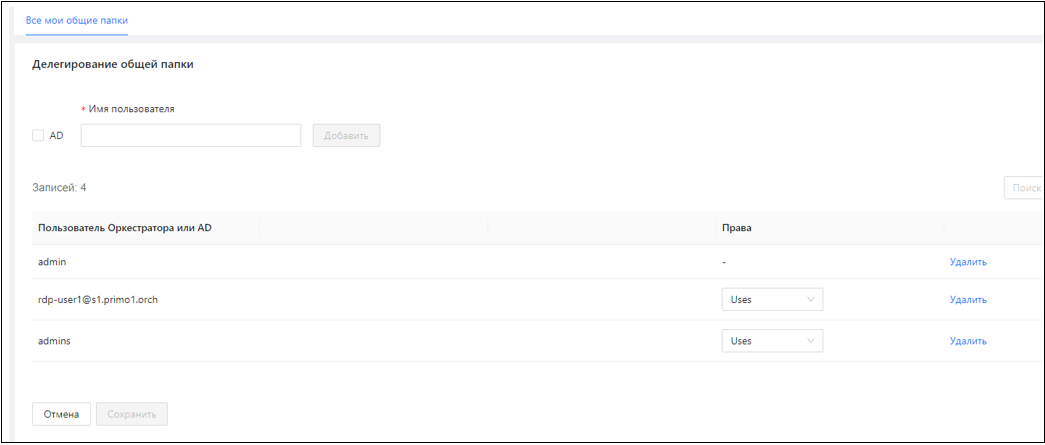 Все мои общие папки
Делегирование общей папки
* Имя пользователя
AD Добавить
Записей: 4 Поиск
Пользователь Оркестратора или AD Права
admin - Удалить
rdp-user1@s1.primo1.orch Uses Удалить
admins Uses Удалить
Отмена Сохранить